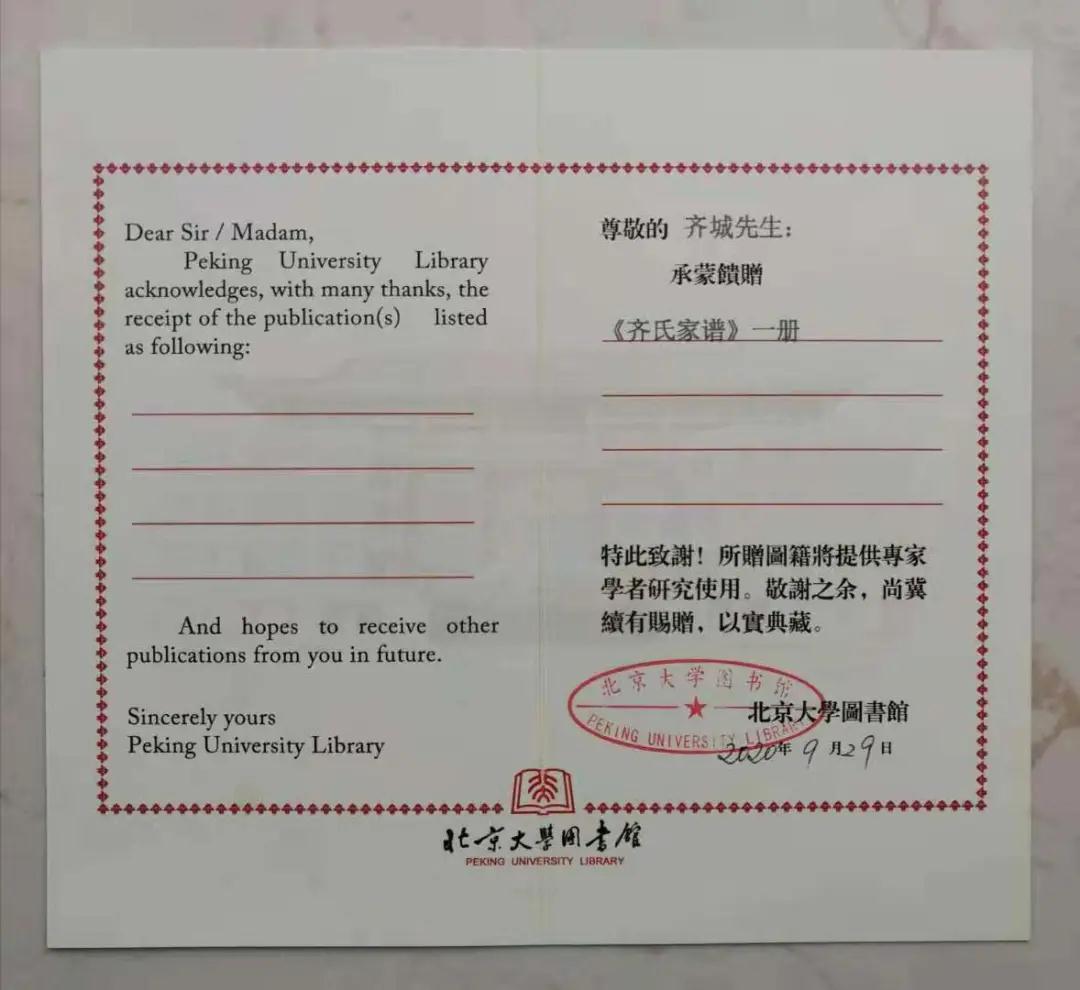 Dear Sir / Madam,
Peking University Library
acknowledges, with many thanks, the
receipt of the publication(s) listed
as following:
And hopes to receive other
publications from you in future.
Sincerely yours
Peking University Library
尊敬的 齐城先生：
承蒙饋贈
《齐氏家谱》一册
特此致謝！所贈圖籍將提供專家
學者研究使用。敬謝之余，尚冀
續有賜贈，以實典藏。
北京大学图书馆
PEKING UNIVERSITY LIBRARY
北京大學圖書館
2020年9月29日
北京大學圖書館
PEKING UNIVERSITY LIBRARY